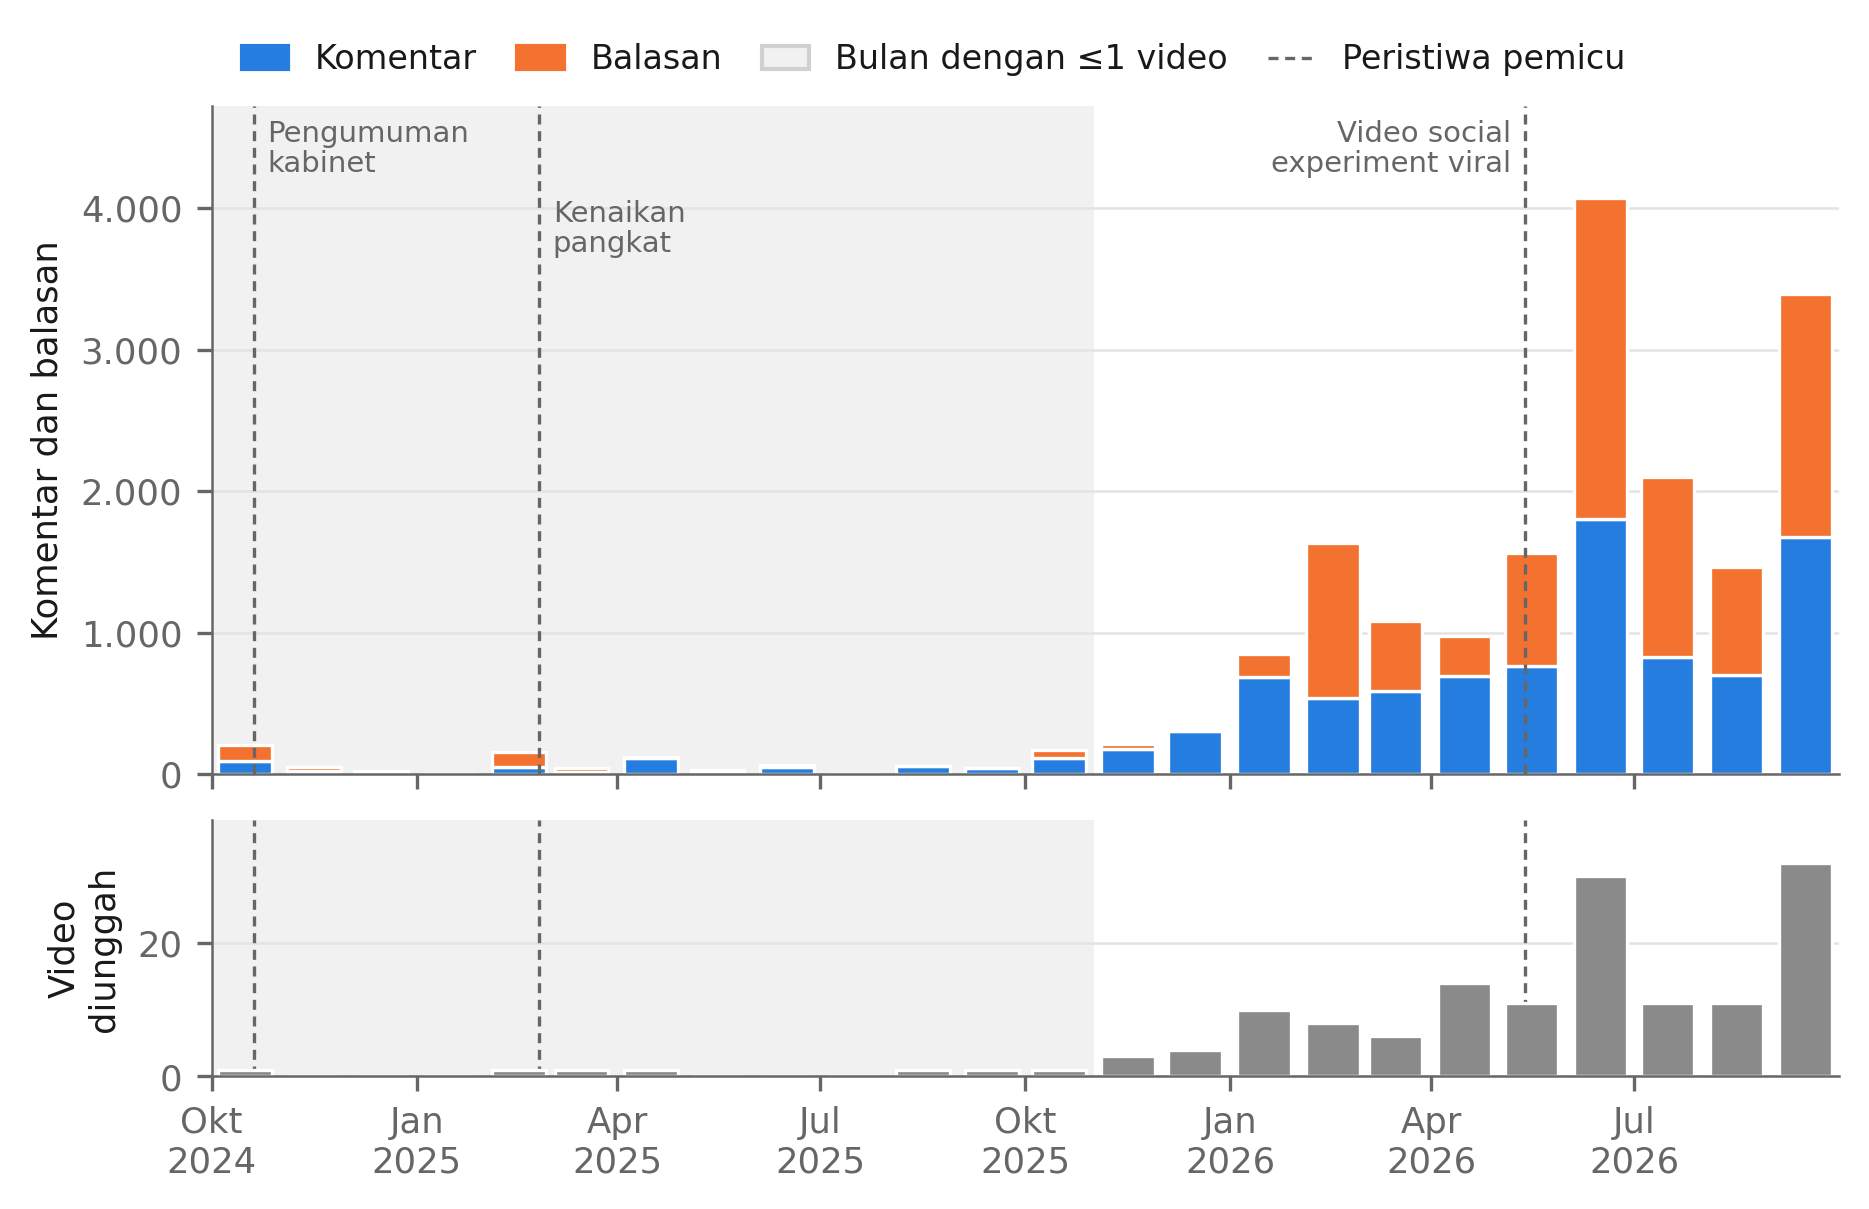 Komentar
Balasan
Bulan dengan ≤1 video
Peristiwa pemicu
Pengumuman
kabinet
Kenaikan
pangkat
Video social
experiment viral
Komentar dan balasan
4.000
3.000
2.000
1.000
0
Video
diunggah
20
0
Okt
2024
Jan
2025
Apr
2025
Jul
2025
Okt
2025
Jan
2026
Apr
2026
Jul
2026